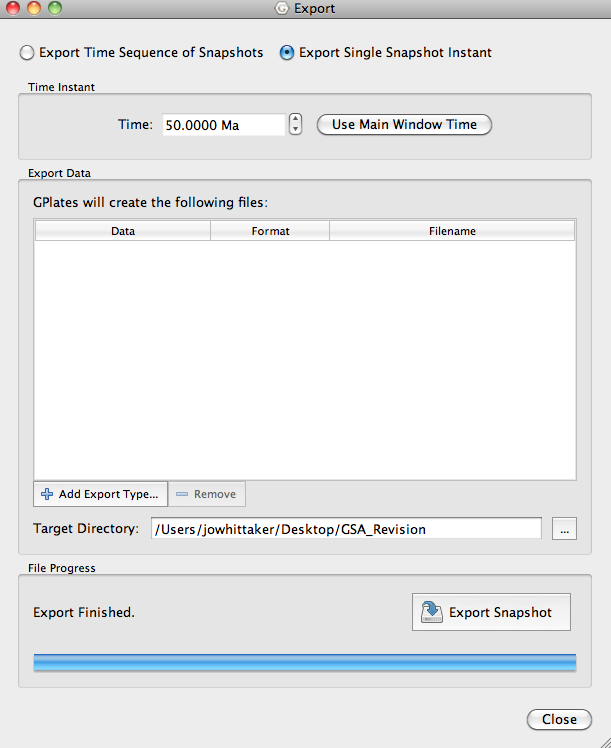 Export
Export Time Sequence of Snapshots Export Single Snapshot Instant
Time Instant
Time: 50.0000 Ma Use Main Window Time
Export Data
GPlates will create the following files:
Data Format Filename
Add Export Type... Remove
Target Directory: /Users/jowhittaker/Desktop/GSA_Revision ...
File Progress
Export Finished. Export Snapshot
Close